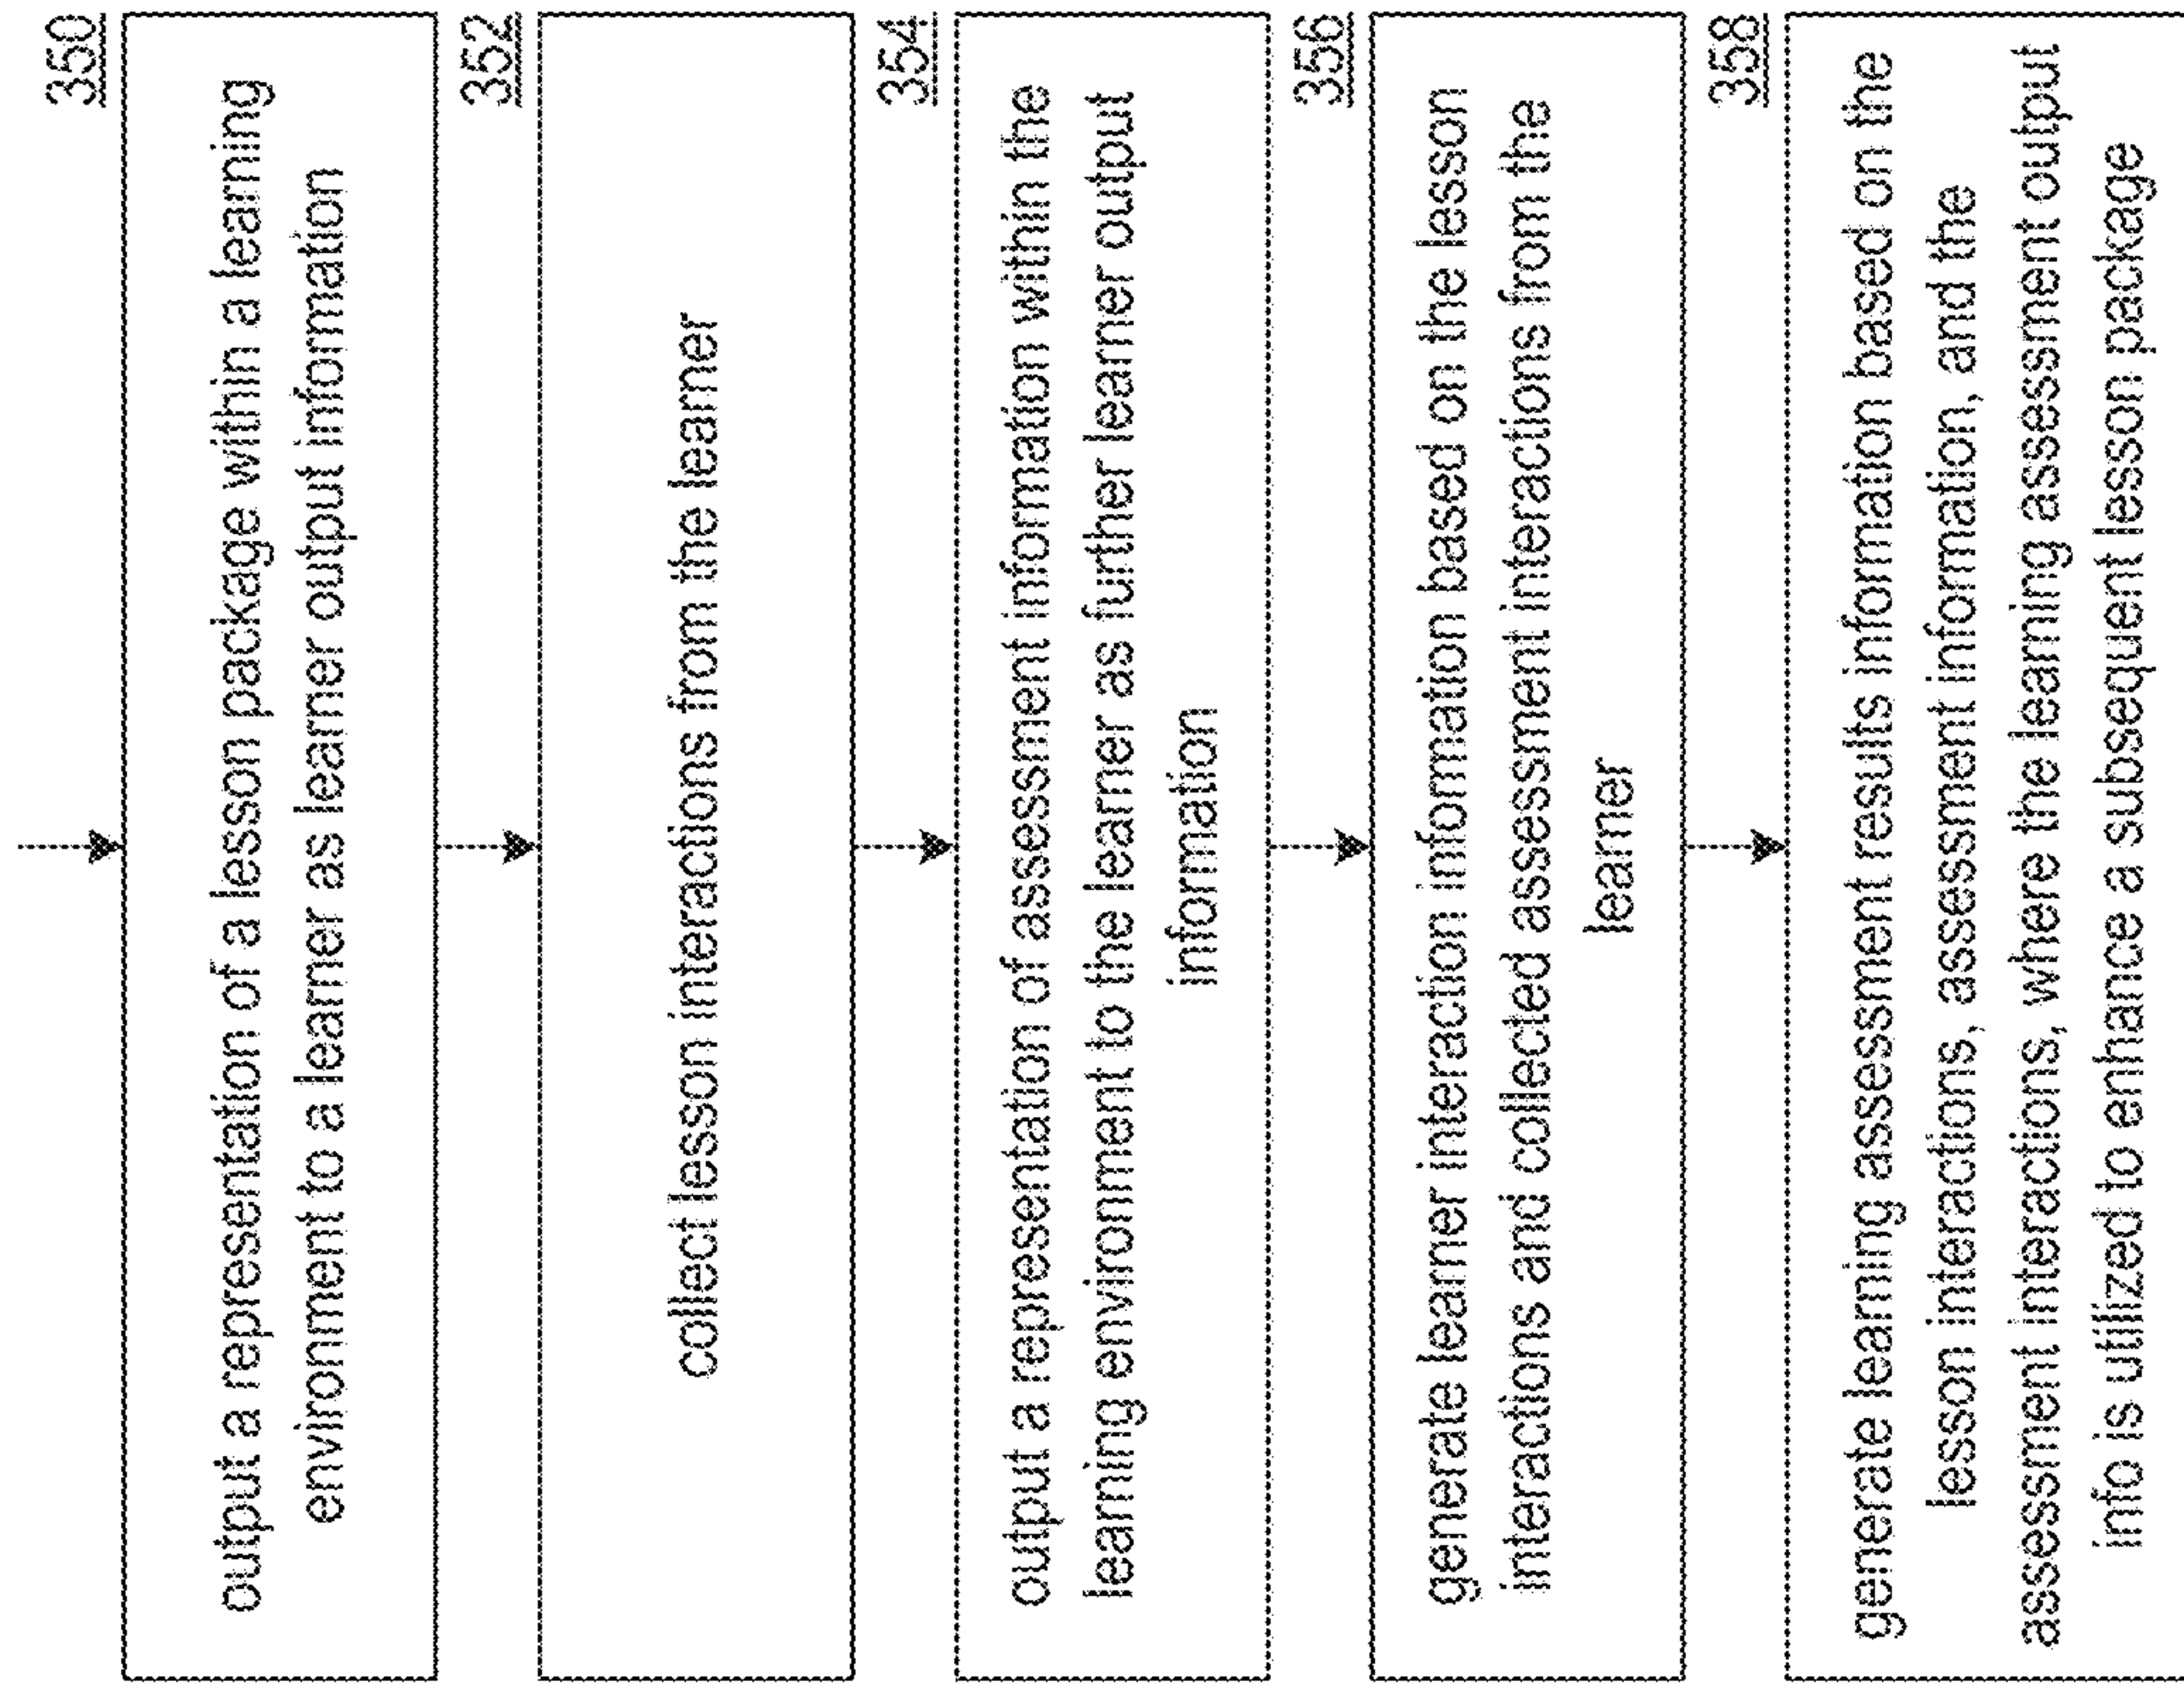 350
output a representation of a lesson package within a learning
environment to a learner as learner output information
352
collect lesson interactions from the learner
354
output a representation of assessment information within the
learning environment to the learner as further learner output
information
356
generate learner interaction information based on the lesson
interactions and collected assessment interactions from the
learner
358
generate learning assessment results information based on the
lesson interactions, assessment information, and the
assessment interactions, where the learning assessment output
info is utilized to enhance a subsequent lesson package